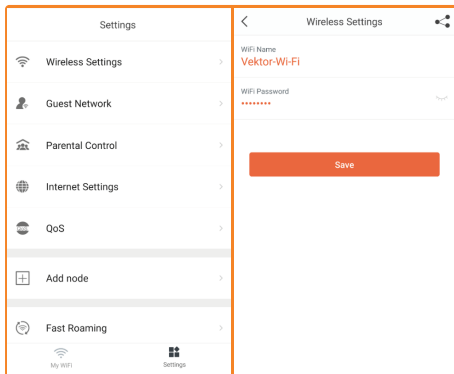 Settings
Wireless Settings
Guest Network
Parental Control
Internet Settings
QoS
Add node
Fast Roaming
My WiFi
Settings
Wireless Settings
WiFi Name
Vektor-Wi-Fi
WiFi Password
••••••••
Save